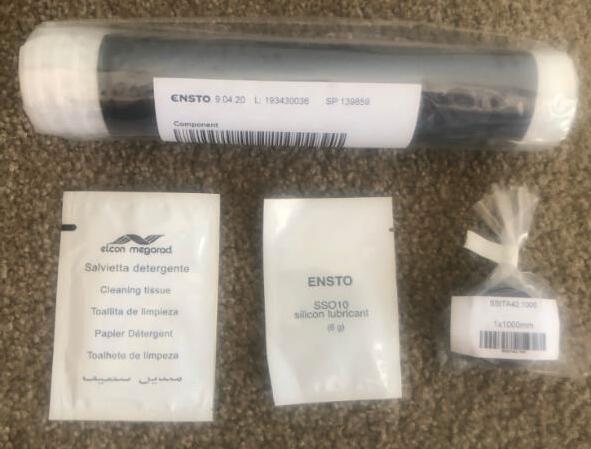 ENSTO 9.04.20 L: 193430036 SP 139859
Component
elcon megarad
Salvietta detergente
Cleaning tissue
Toallita de limpieza
Papier Détergent
Toalhete de limpeza
ENSTO
SSO10
silicon lubricant
(6 g)
1x1000mm